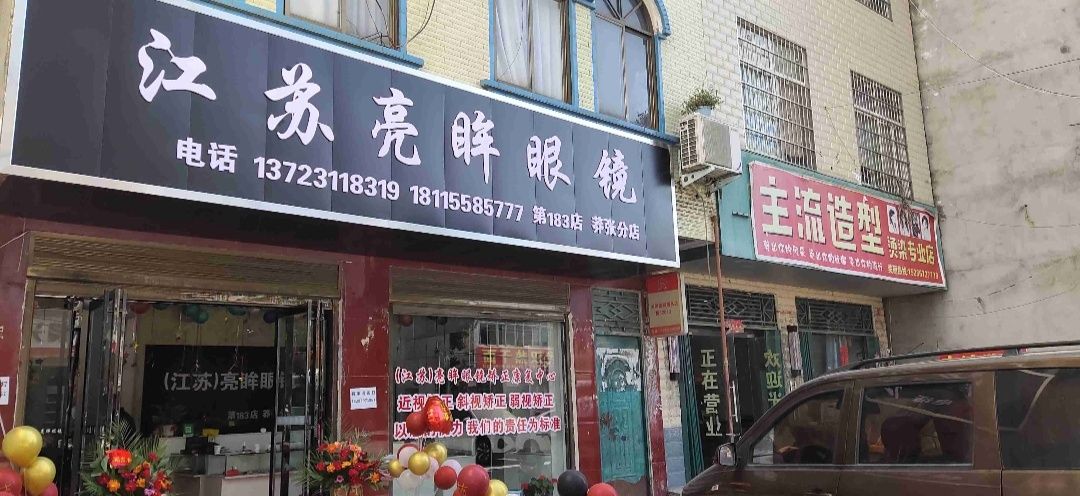 江苏亮眸眼镜
电话 13723118319 18115585777 第183店 莽张分店
主流造型
烫染专业店
(江苏)亮眸眼
第183店
(江苏)亮眸眼镜矫正康复中心
近视 正 斜视矫正 弱视矫正
以 力 我们的责任为标准
正在营业
欢迎光